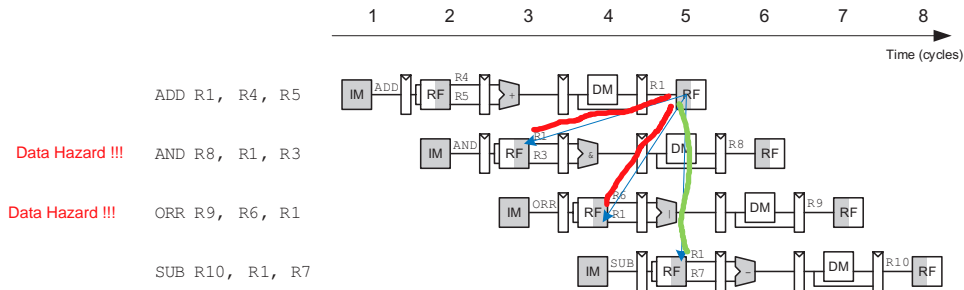 1 2 3 4 5 6 7 8
Time (cycles)
ADD R1, R4, R5
IM ADD RF R4 R5 + DM R1 RF
Data Hazard !!! AND R8, R1, R3
IM AND RF R1 R3 & DM R8 RF
Data Hazard !!! ORR R9, R6, R1
IM ORR RF R6 R1 | DM R9 RF
SUB R10, R1, R7
IM SUB RF R1 R7 - DM R10 RF